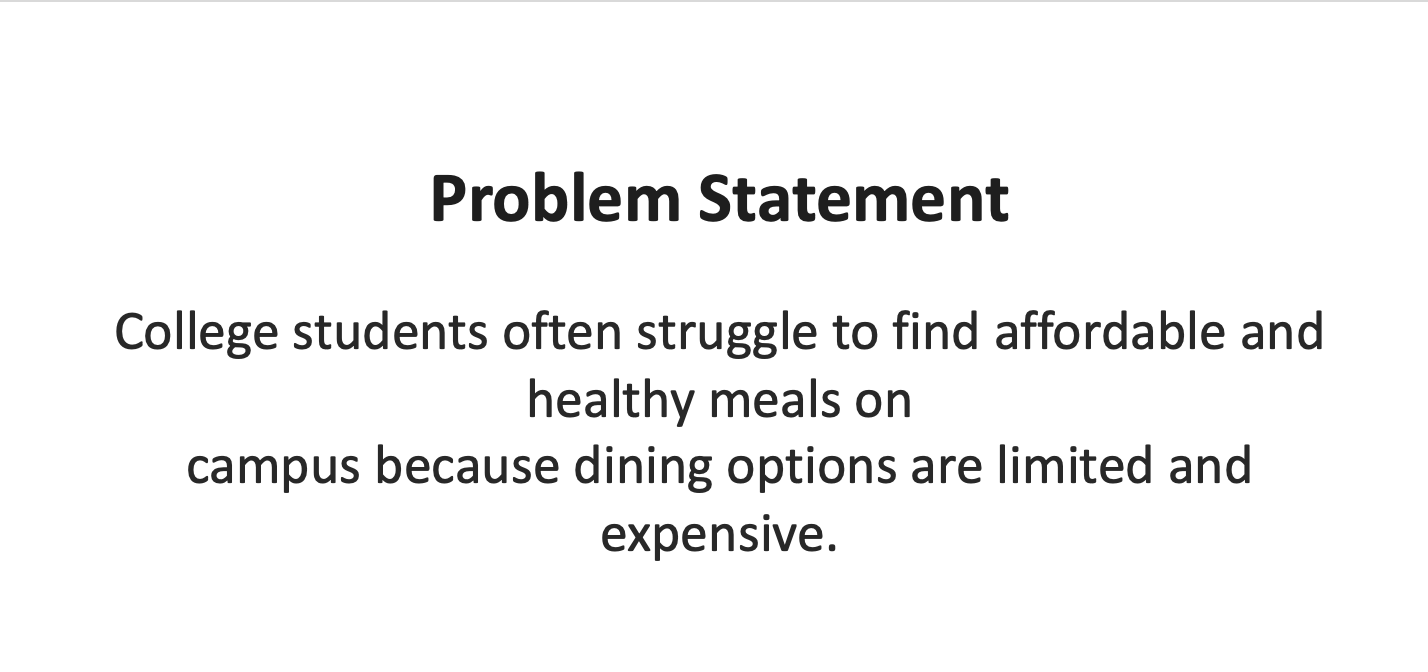 Problem Statement
College students often struggle to find affordable and
healthy meals on
campus because dining options are limited and
expensive.